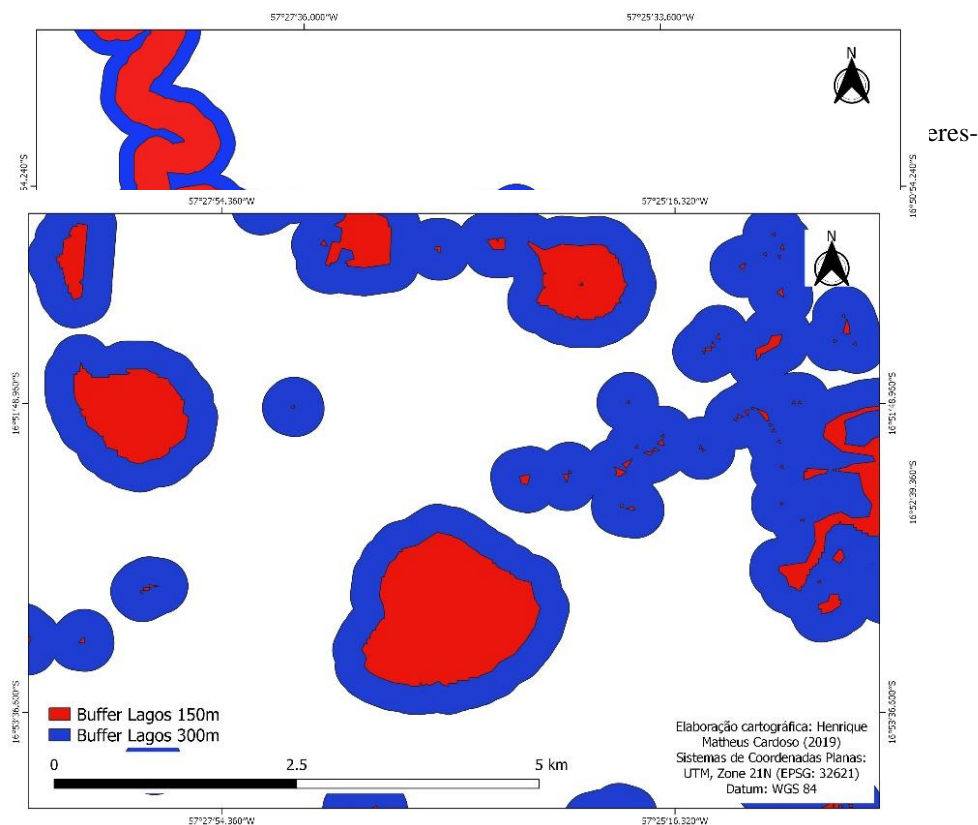 57°27'36.000"W
57°25'33.600"W
N
eres-
54.240"S
16°50'54.240"S
57°27'54.360"W
57°25'16.320"W
N
16°51'48.960"S
16°51'48.960"S
16°52'39.360"S
16°53'36.600"S
16°53'36.600"S
Buffer Lagos 150m
Buffer Lagos 300m
0
2.5
5 km
Elaboração cartográfica: Henrique
Matheus Cardoso (2019)
Sistemas de Coordenadas Planas:
UTM, Zone 21N (EPSG: 32621)
Datum: WGS 84
57°27'54.360"W
57°25'16.320"W